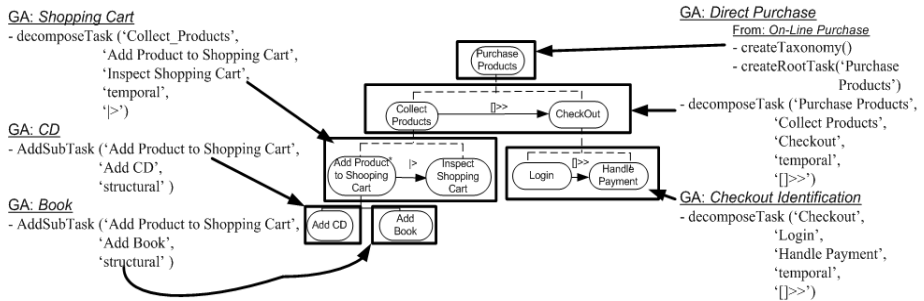 GA: Shopping Cart
- decomposeTask ('Collect_Products',
'Add Product to Shopping Cart',
'Inspect Shopping Cart',
'temporal',
'|>')
GA: CD
- AddSubTask ('Add Product to Shopping Cart',
'Add CD',
'structural' )
GA: Book
- AddSubTask ('Add Product to Shopping Cart',
'Add Book',
'structural' )
Purchase
Products
Collect
Products
[]>>
CheckOut
Add Product*
to Shooping
Cart
|>
Inspect
Shopping
Cart
Login
[]>>
Handle
Payment
Add CD
Add
Book
GA: Direct Purchase
From: On-Line Purchase
- createTaxonomy()
- createRootTask('Purchase
Products')
- decomposeTask ('Purchase Products',
'Collect Products',
'Checkout',
'temporal',
'[]>>')
GA: Checkout Identification
- decomposeTask ('Checkout',
'Login',
'Handle Payment',
'temporal',
'[]>>')